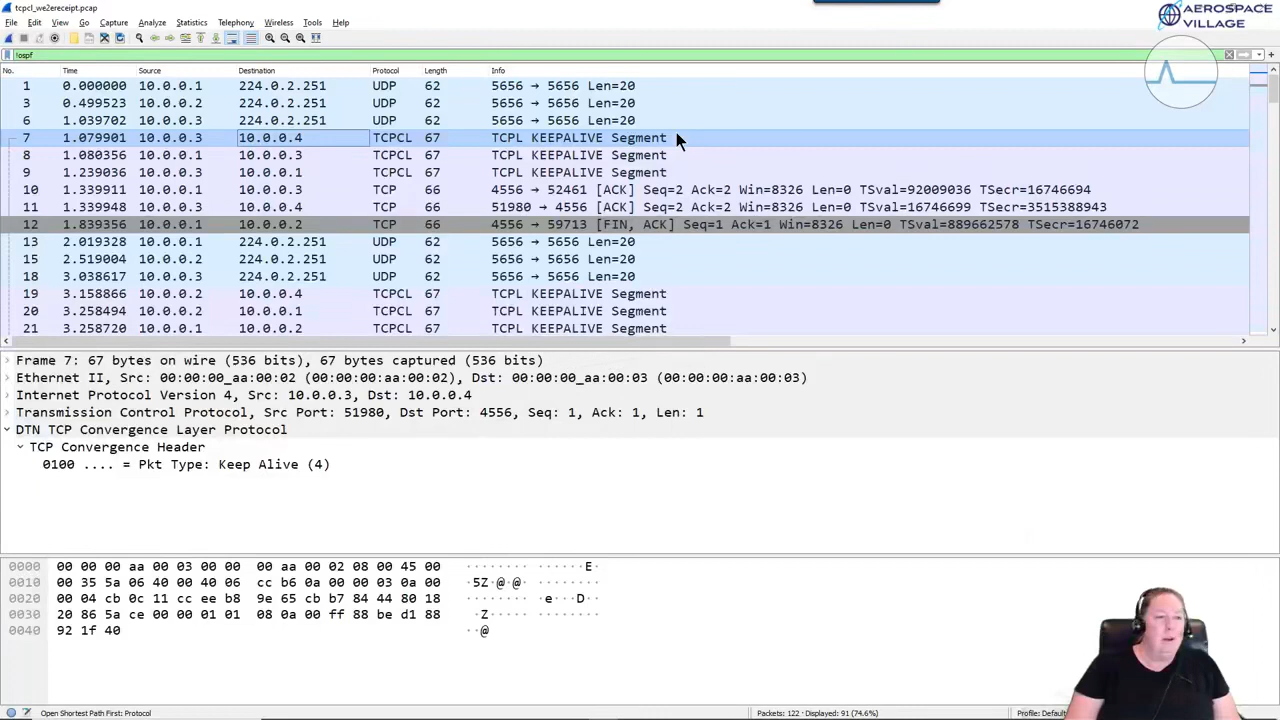 tcpcl_we2ereceipt.pcap
AEROSPACE
VILLAGE
File Edit View Go Capture Analyze Statistics Telephony Wireless Tools Help
!ospf
No. Time Source Destination Protocol Length Info
1 0.000000 10.0.0.1 224.0.2.251 UDP 62 5656 → 5656 Len=20
3 0.499523 10.0.0.2 224.0.2.251 UDP 62 5656 → 5656 Len=20
6 1.039702 10.0.0.3 224.0.2.251 UDP 62 5656 → 5656 Len=20
7 1.079901 10.0.0.3 10.0.0.4 TCPCL 67 TCPL KEEPALIVE Segment
8 1.080356 10.0.0.1 10.0.0.3 TCPCL 67 TCPL KEEPALIVE Segment
9 1.239036 10.0.0.3 10.0.0.1 TCPCL 67 TCPL KEEPALIVE Segment
10 1.339911 10.0.0.1 10.0.0.3 TCP 66 4556 → 52461 [ACK] Seq=2 Ack=2 Win=8326 Len=0 TSval=92009036 TSecr=16746694
11 1.339948 10.0.0.3 10.0.0.4 TCP 66 51980 → 4556 [ACK] Seq=2 Ack=2 Win=8326 Len=0 TSval=16746699 TSecr=3515388943
12 1.839356 10.0.0.1 10.0.0.2 TCP 66 4556 → 59713 [FIN, ACK] Seq=1 Ack=1 Win=8326 Len=0 TSval=889662578 TSecr=16746072
13 2.019328 10.0.0.1 224.0.2.251 UDP 62 5656 → 5656 Len=20
15 2.519004 10.0.0.2 224.0.2.251 UDP 62 5656 → 5656 Len=20
18 3.038617 10.0.0.3 224.0.2.251 UDP 62 5656 → 5656 Len=20
19 3.158866 10.0.0.2 10.0.0.4 TCPCL 67 TCPL KEEPALIVE Segment
20 3.258494 10.0.0.2 10.0.0.1 TCPCL 67 TCPL KEEPALIVE Segment
21 3.258720 10.0.0.1 10.0.0.2 TCPCL 67 TCPL KEEPALIVE Segment
Frame 7: 67 bytes on wire (536 bits), 67 bytes captured (536 bits)
Ethernet II, Src: 00:00:00_aa:00:02 (00:00:00:aa:00:02), Dst: 00:00:00_aa:00:03 (00:00:00:aa:00:03)
Internet Protocol Version 4, Src: 10.0.0.3, Dst: 10.0.0.4
Transmission Control Protocol, Src Port: 51980, Dst Port: 4556, Seq: 1, Ack: 1, Len: 1
DTN TCP Convergence Layer Protocol
TCP Convergence Header
0100 .... = Pkt Type: Keep Alive (4)
0000 00 00 00 aa 00 03 00 00 00 aa 00 02 08 00 45 00 ·········· ······E·
0010 00 35 5a 06 40 00 40 06 cc b6 0a 00 00 03 0a 00 ·5Z·@·@· ········
0020 00 04 cb 0c 11 cc ee b8 9e 65 cb b7 84 44 80 18 ········ ·e···D··
0030 20 86 5a ce 00 00 01 01 08 0a 00 ff 88 be d1 88 ·Z····· ········
0040 92 1f 40 ··@
Open Shortest Path First: Protocol Packets: 122 · Displayed: 91 (74.6%) Profile: Default